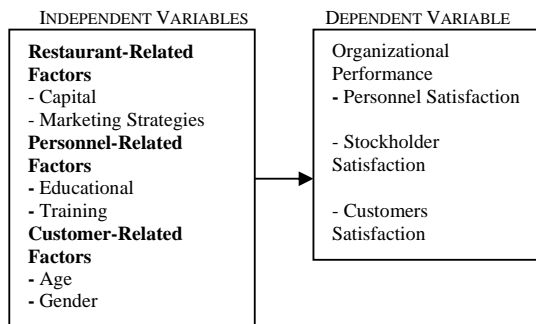 INDEPENDENT VARIABLES
Restaurant-Related
Factors
- Capital
- Marketing Strategies
Personnel-Related
Factors
- Educational
- Training
Customer-Related
Factors
- Age
- Gender
DEPENDENT VARIABLE
Organizational
Performance
- Personnel Satisfaction
- Stockholder
Satisfaction
- Customers
Satisfaction